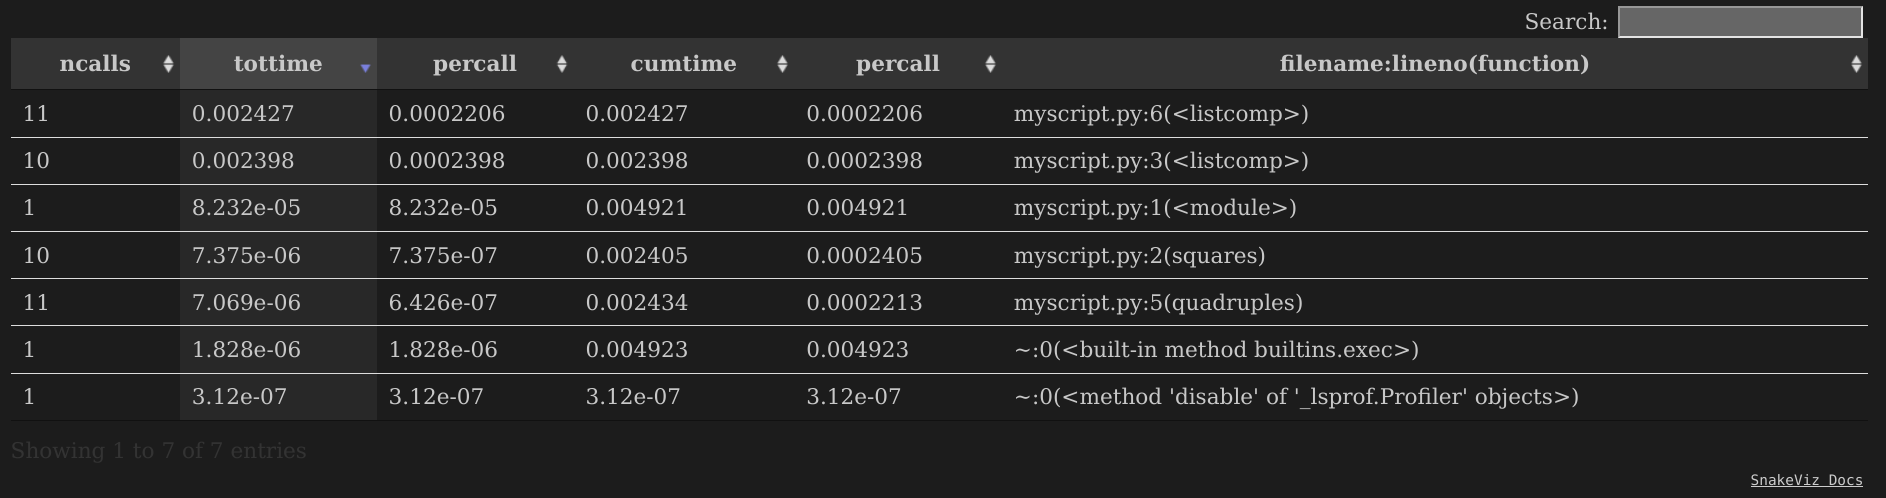 Search:
ncalls tottime percall cumtime percall filename:lineno(function)
11 0.002427 0.0002206 0.002427 0.0002206 myscript.py:6(<listcomp>)
10 0.002398 0.0002398 0.002398 0.0002398 myscript.py:3(<listcomp>)
1 8.232e-05 8.232e-05 0.004921 0.004921 myscript.py:1(<module>)
10 7.375e-06 7.375e-07 0.002405 0.0002405 myscript.py:2(squares)
11 7.069e-06 6.426e-07 0.002434 0.0002213 myscript.py:5(quadruples)
1 1.828e-06 1.828e-06 0.004923 0.004923 ~:0(<built-in method builtins.exec>)
1 3.12e-07 3.12e-07 3.12e-07 3.12e-07 ~:0(<method 'disable' of '_lsprof.Profiler' objects>)
Showing 1 to 7 of 7 entries
SnakeViz Docs